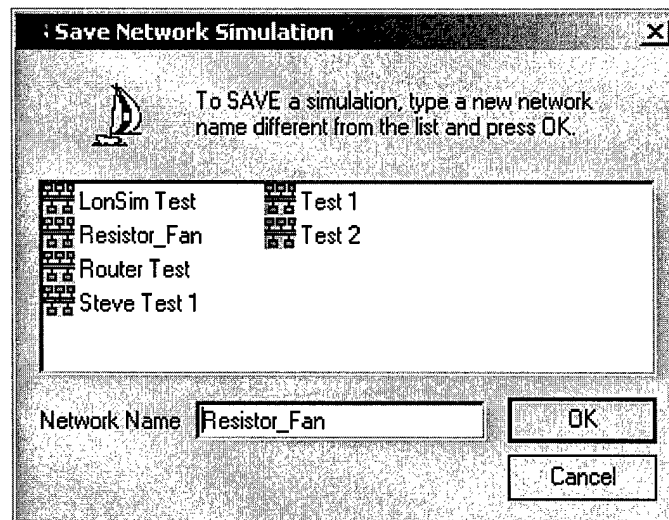 Save Network Simulation
To SAVE a simulation, type a new network
name different from the list and press OK.
LonSim Test
Resistor_Fan
Router Test
Steve Test 1
Test 1
Test 2
Network Name
Resistor_Fan
OK
Cancel